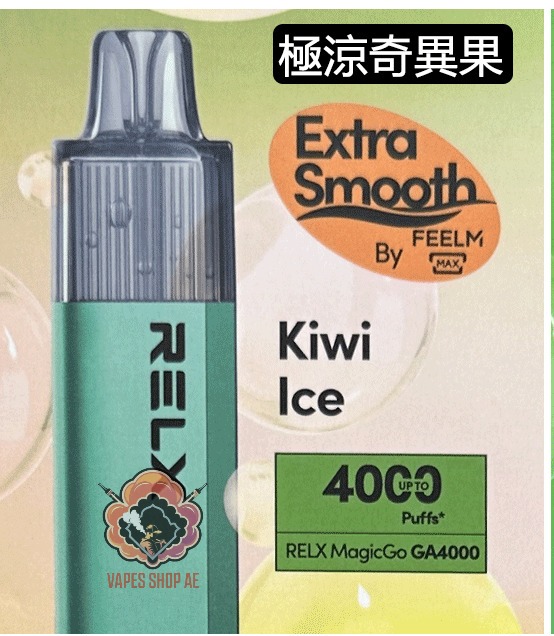 極涼奇異果
Extra
Smooth
By FEELM
MAX
Kiwi
Ice
4000
UP TO
Puffs*
RELX MagicGo GA4000
RELX
VAPES SHOP AE